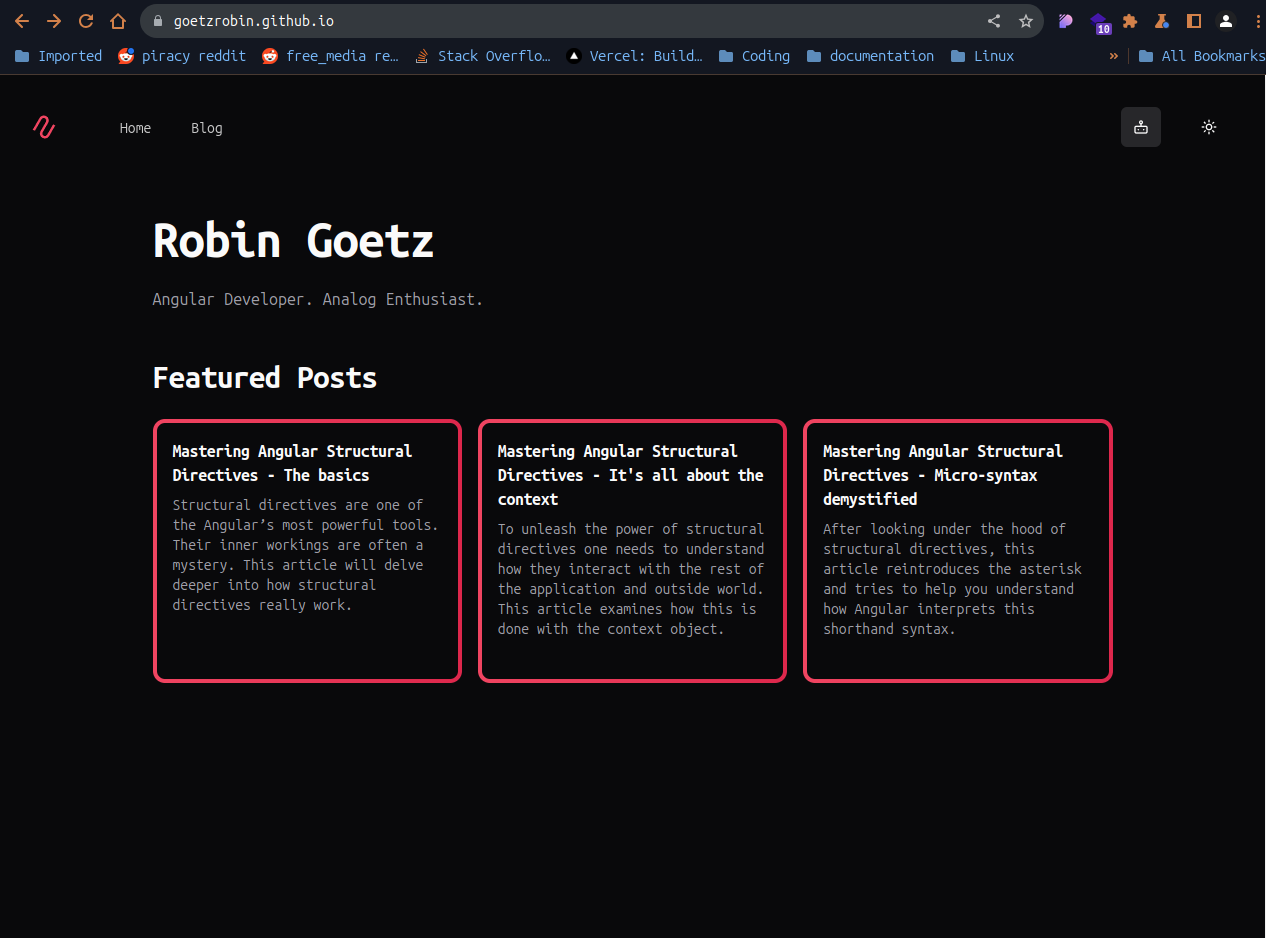 goetzrobin.github.io
10
Imported piracy reddit free_media re… Stack Overflo… Vercel: Build… Coding documentation Linux » All Bookmarks
Home Blog
Robin Goetz
Angular Developer. Analog Enthusiast.
Featured Posts
Mastering Angular Structural
Directives - The basics
Structural directives are one of
the Angular’s most powerful tools.
Their inner workings are often a
mystery. This article will delve
deeper into how structural
directives really work.
Mastering Angular Structural
Directives - It's all about the
context
To unleash the power of structural
directives one needs to understand
how they interact with the rest of
the application and outside world.
This article examines how this is
done with the context object.
Mastering Angular Structural
Directives - Micro-syntax
demystified
After looking under the hood of
structural directives, this
article reintroduces the asterisk
and tries to help you understand
how Angular interprets this
shorthand syntax.